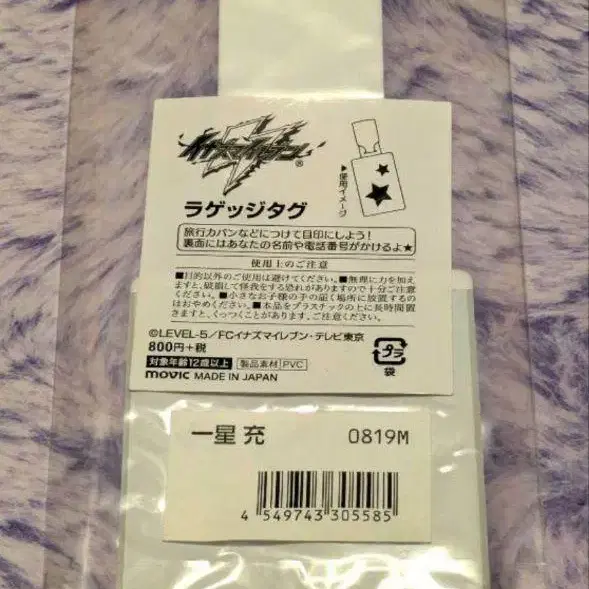 イナズマイレブン®
▶使用イメージ
ラゲッジタグ
旅行カバンなどにつけて目印にしよう！
裏面にはあなたの名前や電話番号がかけるよ★
使用上のご注意
■目的以外のご使用は避けてください。■無理に力を加え
ますと、破損して怪我をする恐れがありますので十分ご注意
ください。■小さなお子様の手の届く場所に放置するの
はおやめください。■本品をプラスチックの上に長時間置
きますと、くっつくことがあります。ご注意ください。
©LEVEL-5／FCイナズマイレブン・テレビ東京
800円+税
対象年齢12歳以上 製品素材 PVC
movic MADE IN JAPAN
プラ
袋
一星 充 0819M
4 549743 305585